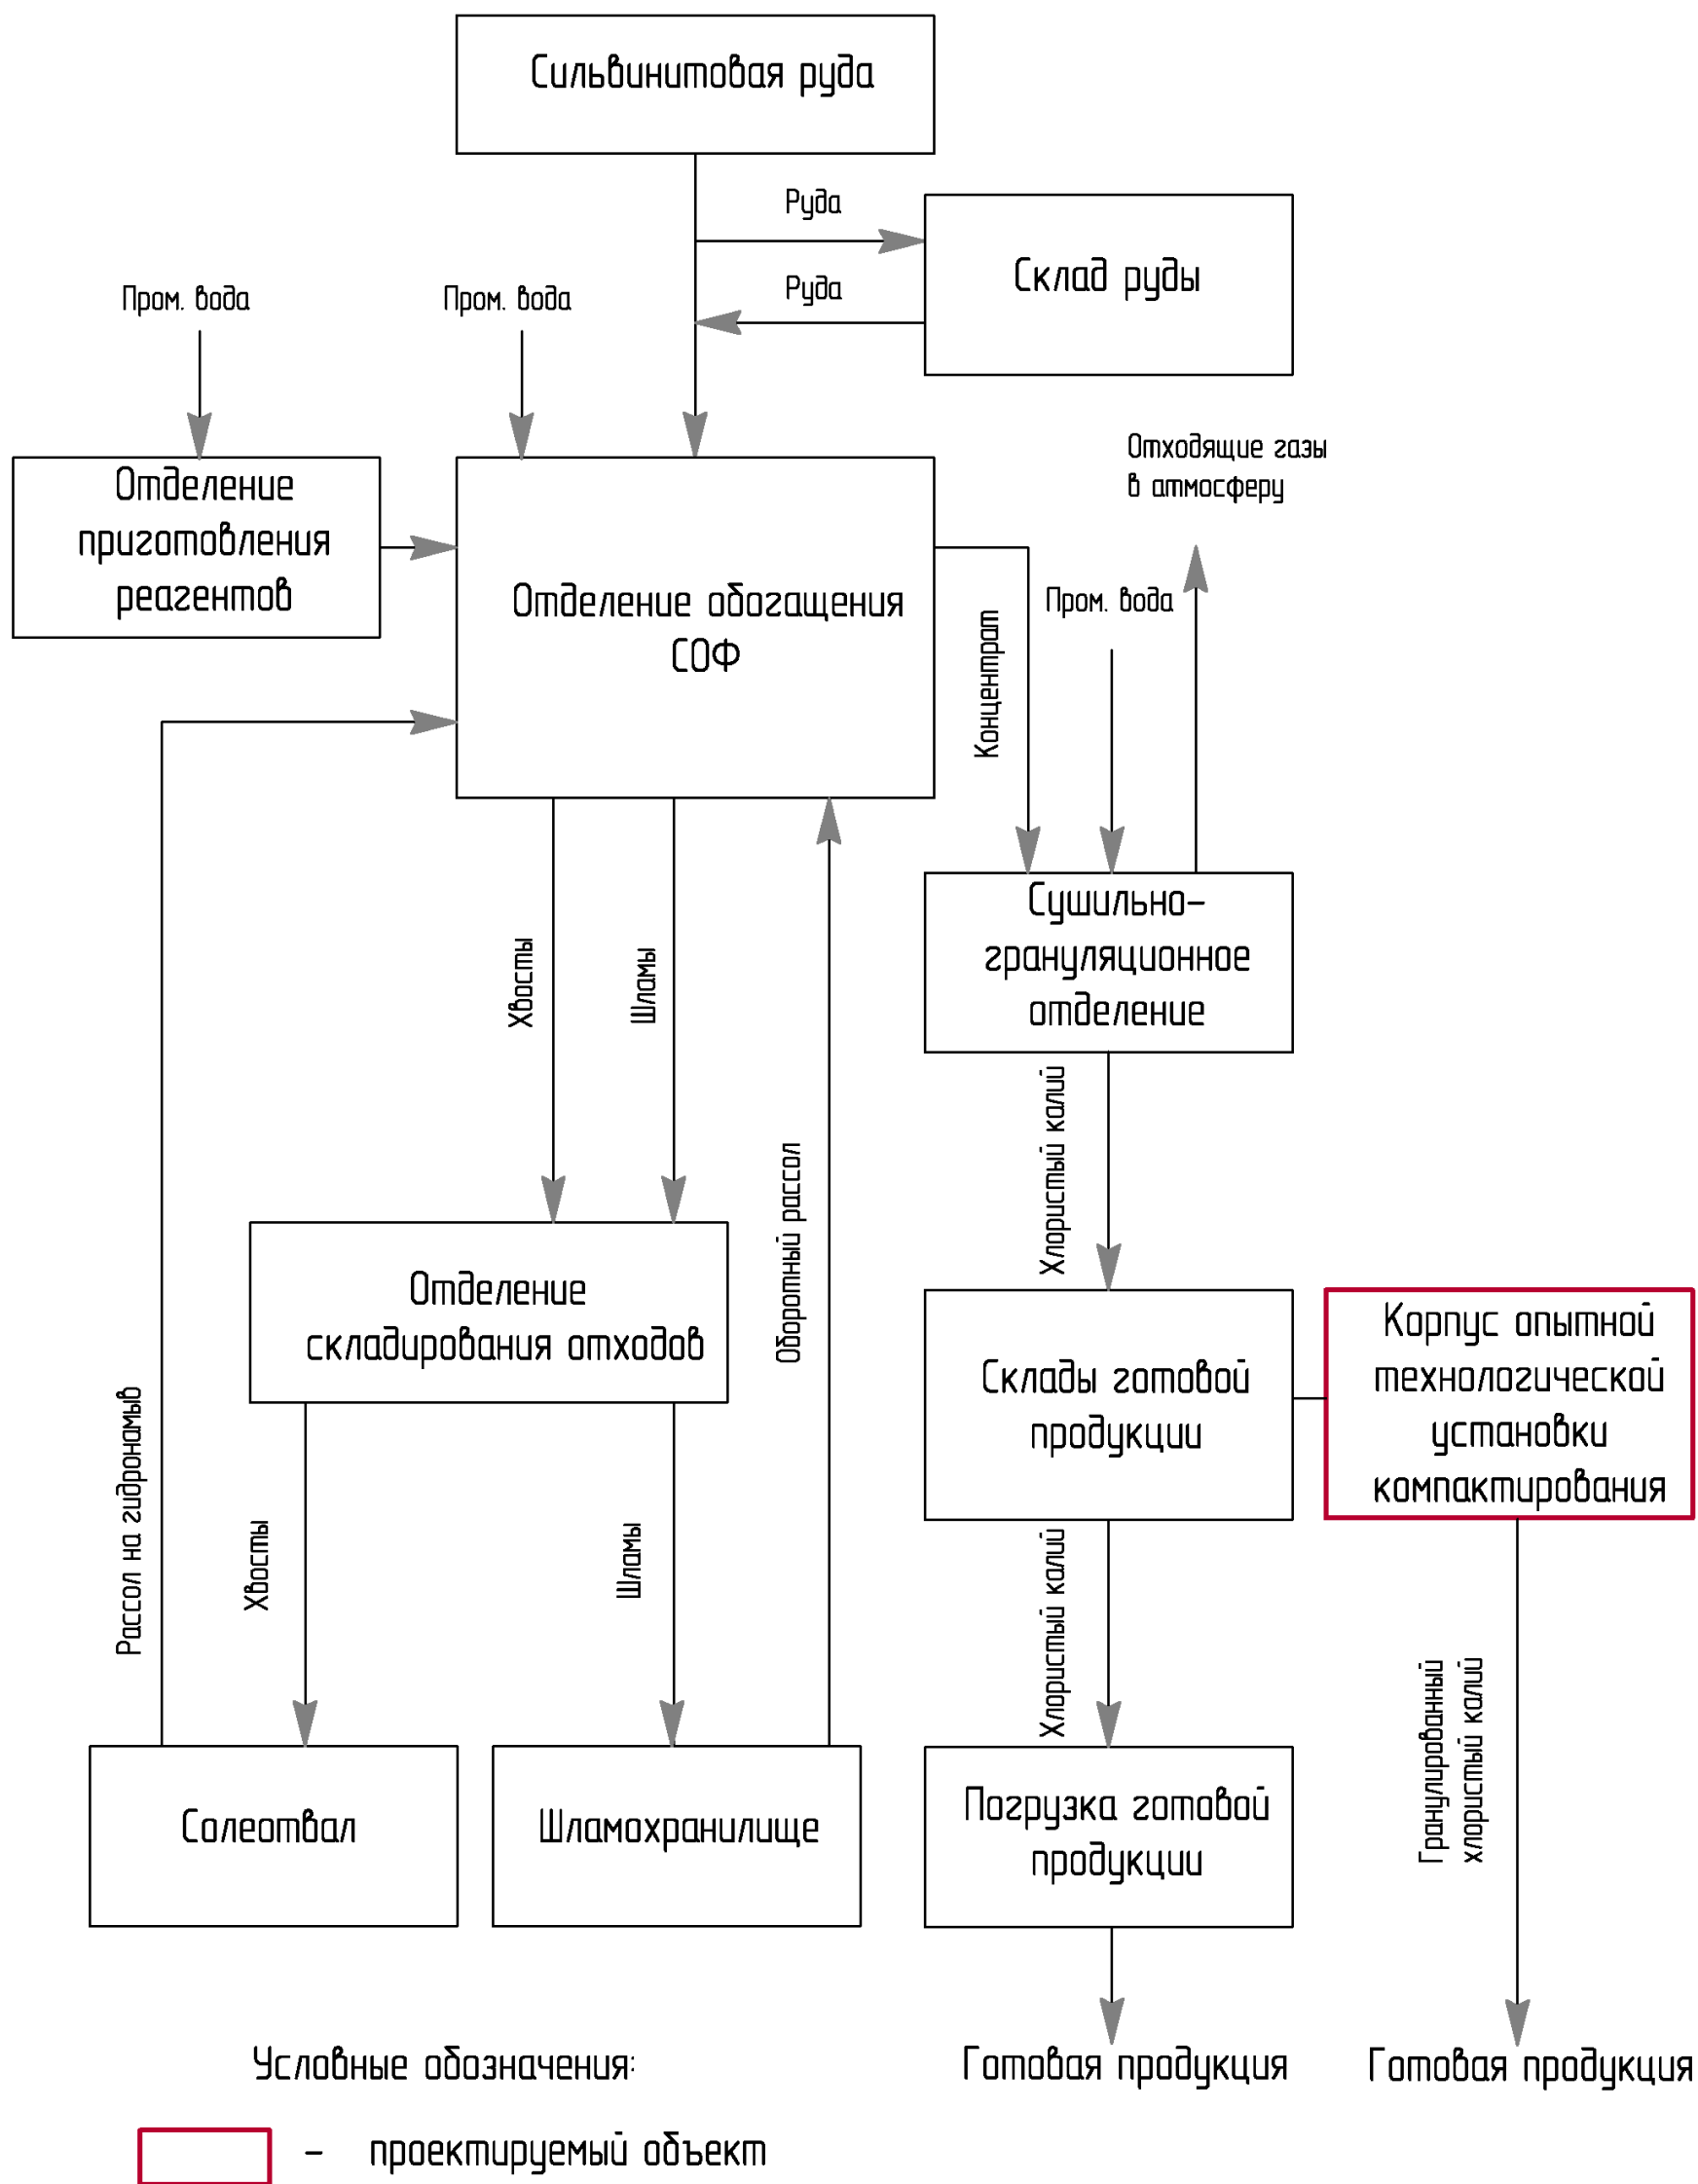 Сильвинитовая руда
Руда
Склад руды
Руда
Пром. вода
Пром. вода
Отходящие газы
в атмосферу
Отделение
приготовления
реагентов
Отделение обогащения
СОФ
Концентрат
Пром. вода
Сушильно-
грануляционное
отделение
Хвосты
Шламы
Хлористый калий
Оборотный рассол
Отделение
складирования отходов
Склады готовой
продукции
Корпус опытной
технологической
установки
компактирования
Рассол на гидронамыв
Хвосты
Шламы
Хлористый калий
Гранулированный
хлористый калий
Солеотвал
Шламохранилище
Погрузка готовой
продукции
Условные обозначения:
Готовая продукция
Готовая продукция
– проектируемый объект